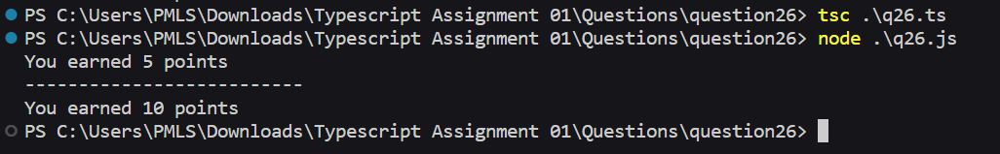 PS C:\Users\PMLS\Downloads\Typescript Assignment 01\Questions\question26> tsc .\q26.ts
PS C:\Users\PMLS\Downloads\Typescript Assignment 01\Questions\question26> node .\q26.js
You earned 5 points
--------------------------
You earned 10 points
PS C:\Users\PMLS\Downloads\Typescript Assignment 01\Questions\question26>